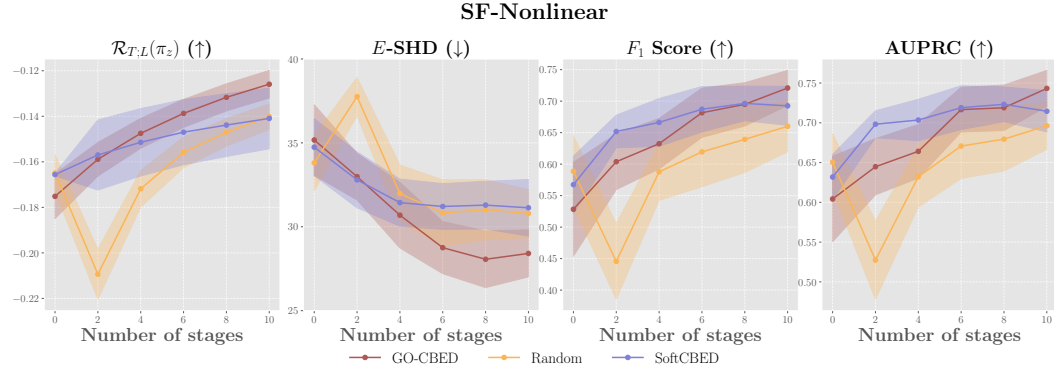 SF-Nonlinear
$\mathcal{R}_{T;L}(\pi_z)$ (↑)
−0.12
−0.14
−0.16
−0.18
−0.20
−0.22
0 2 4 6 8 10
Number of stages
$E$-SHD (↓)
40
35
30
25
0 2 4 6 8 10
Number of stages
$F_1$ Score (↑)
0.75
0.70
0.65
0.60
0.55
0.50
0.45
0.40
0 2 4 6 8 10
Number of stages
AUPRC (↑)
0.75
0.70
0.65
0.60
0.55
0.50
0 2 4 6 8 10
Number of stages
GO-CBED Random SoftCBED